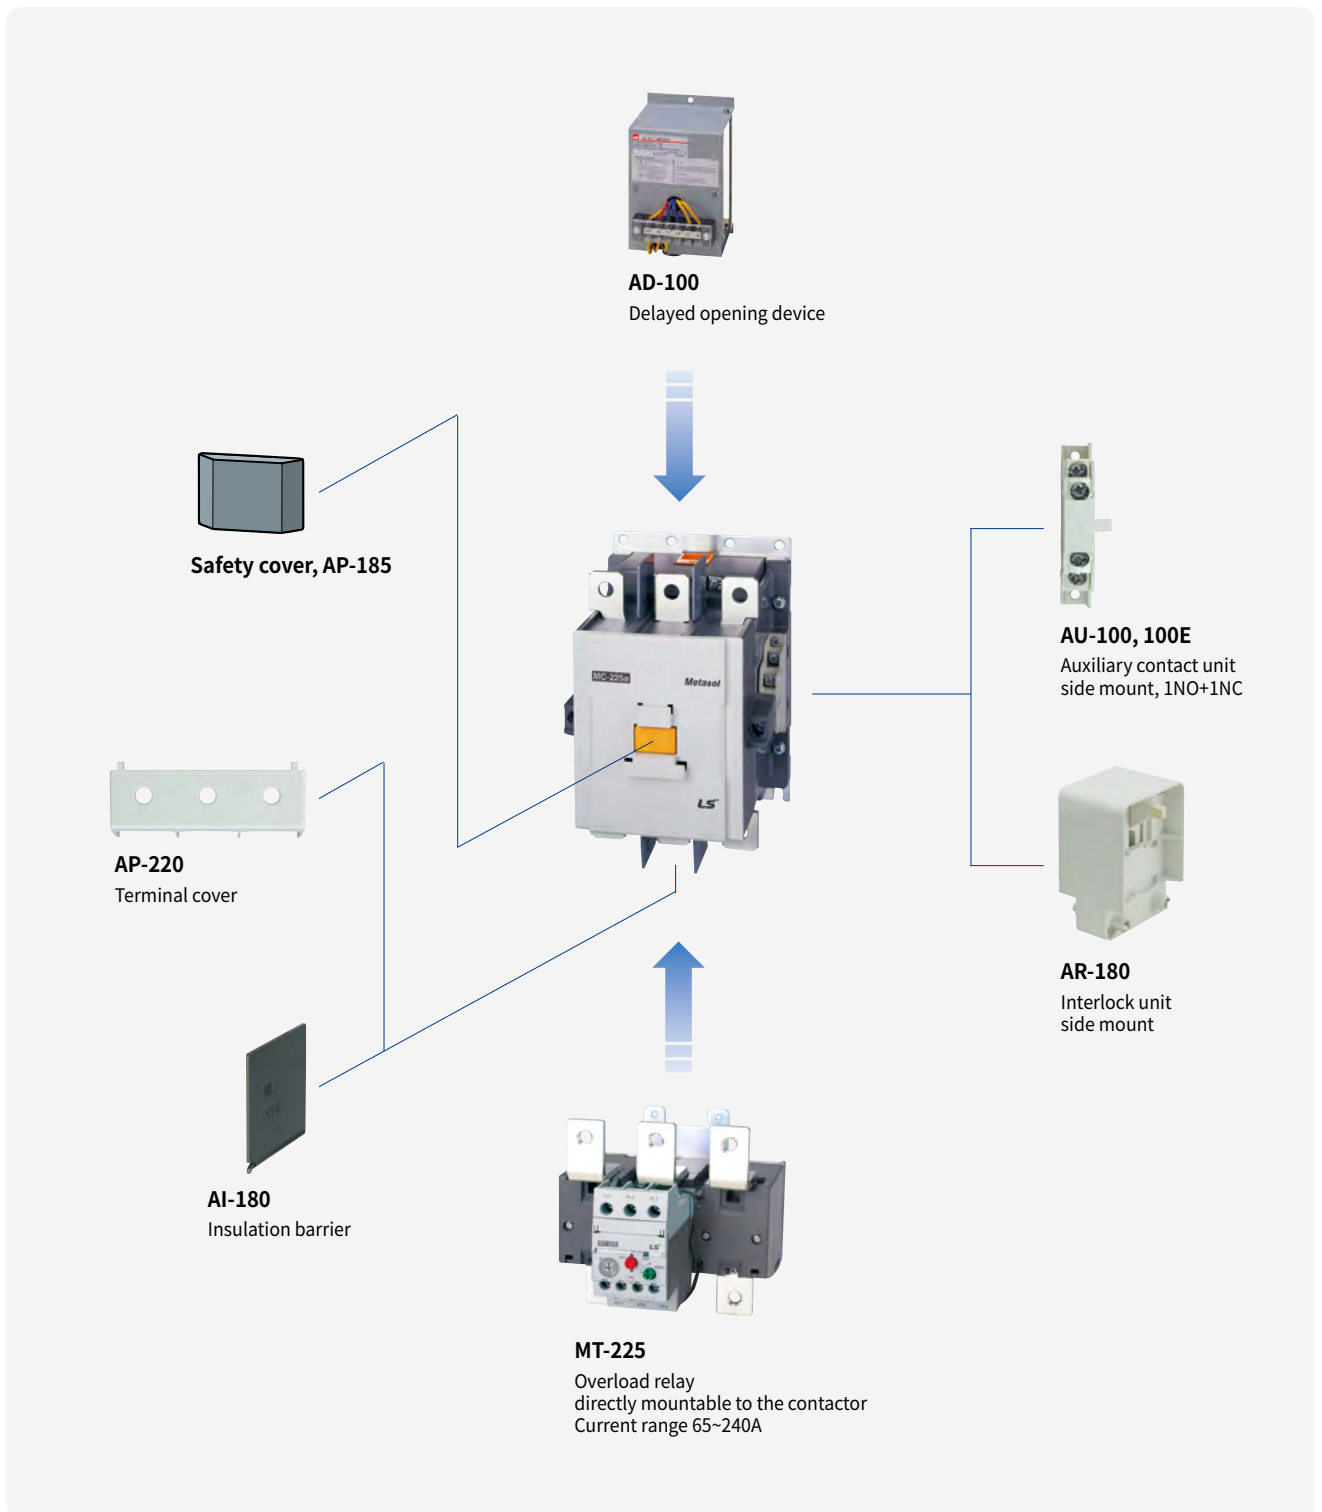 AD-100
Delayed opening device
Safety cover, AP-185
MC-225a
Metasol
LS
AU-100, 100E
Auxiliary contact unit
side mount, 1NO+1NC
AP-220
Terminal cover
AR-180
Interlock unit
side mount
AI-180
Insulation barrier
LS
MT-225
Overload relay
directly mountable to the contactor
Current range 65~240A